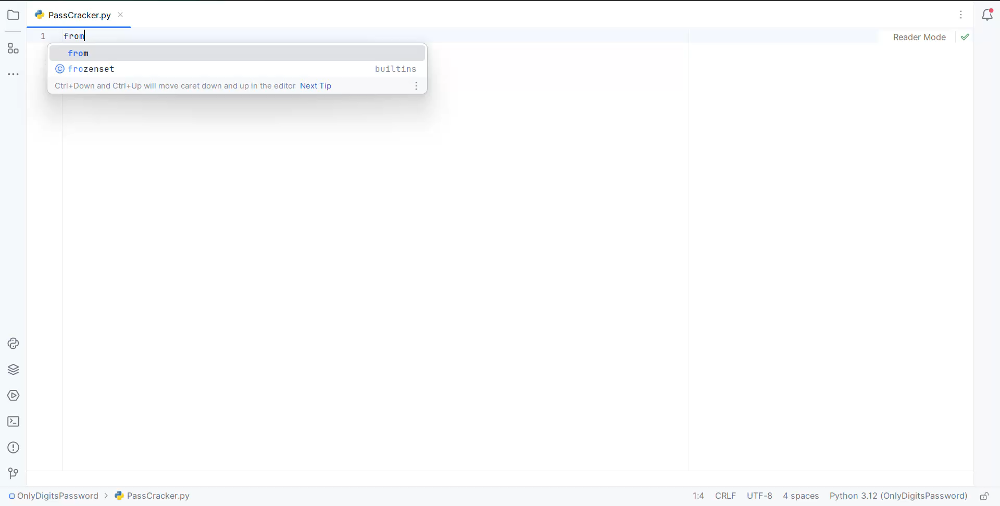 PassCracker.py
1 from
Reader Mode
from
frozenset builtins
Ctrl+Down and Ctrl+Up will move caret down and up in the editor Next Tip
OnlyDigitsPassword > PassCracker.py 1:4 CRLF UTF-8 4 spaces Python 3.12 (OnlyDigitsPassword)